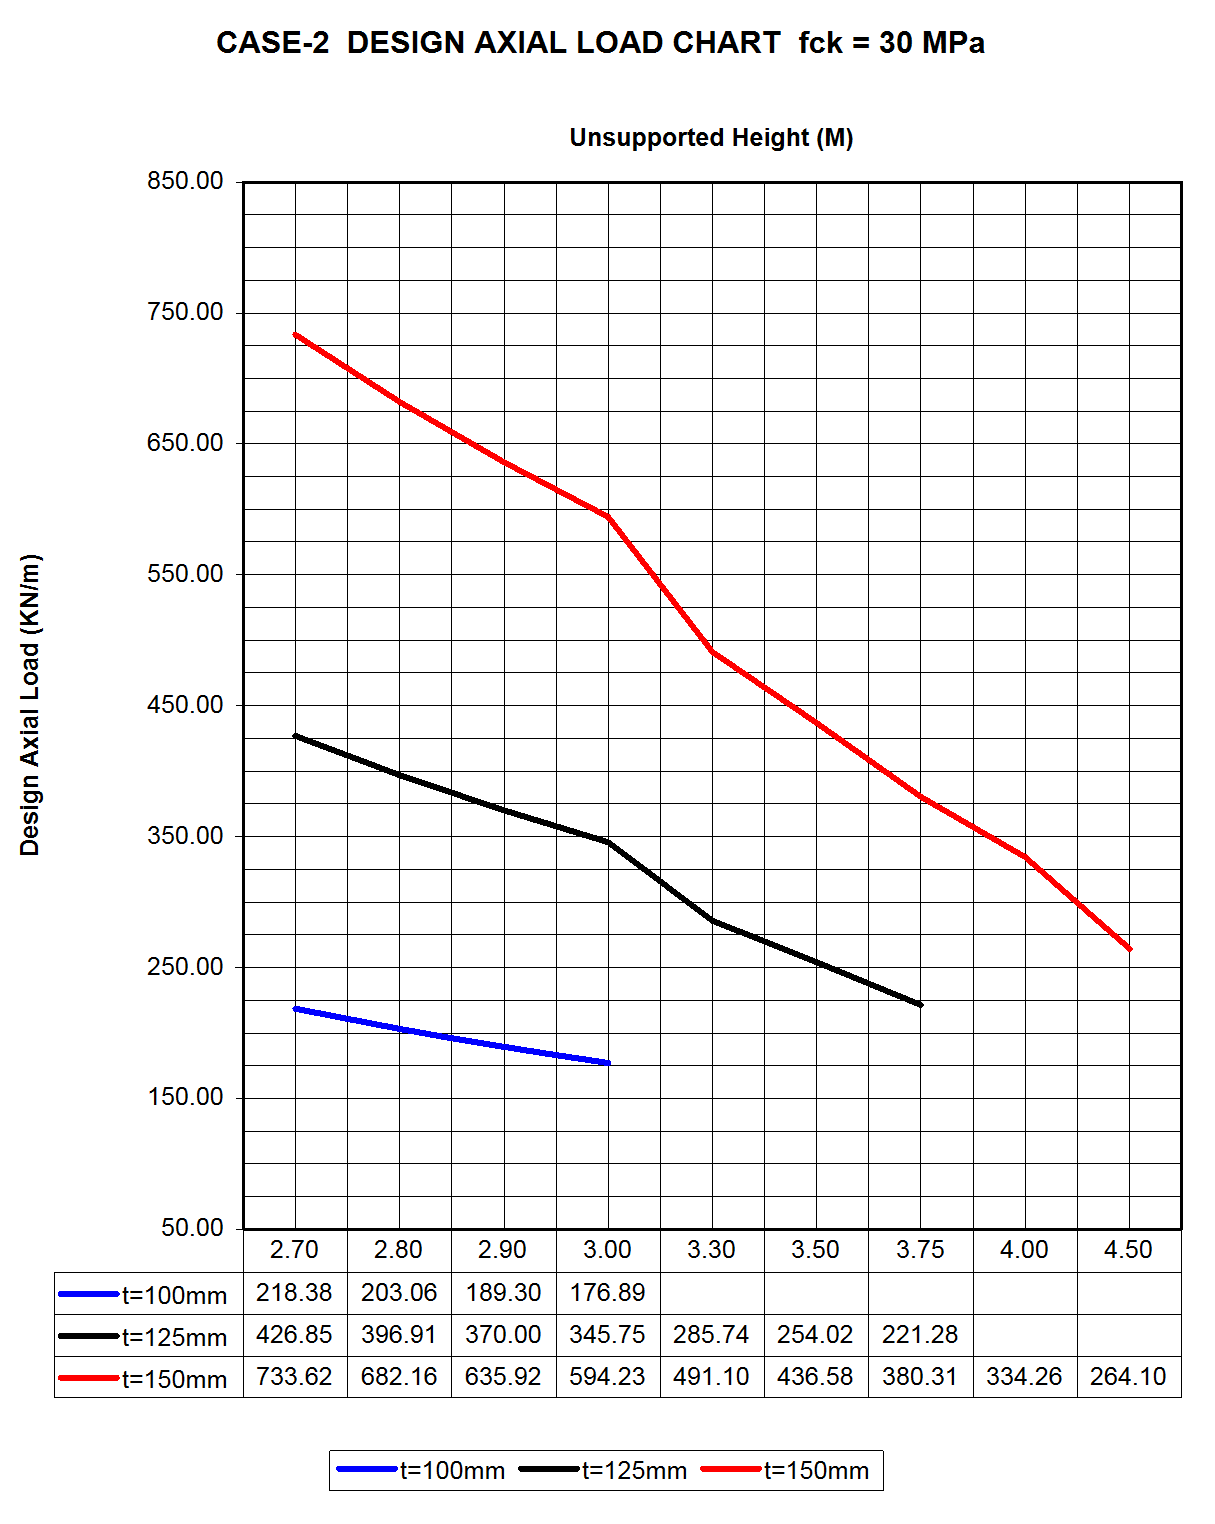 CASE-2 DESIGN AXIAL LOAD CHART fck = 30 MPa
Unsupported Height (M)
850.00
750.00
650.00
550.00
450.00
350.00
250.00
150.00
50.00
Design Axial Load (KN/m)
2.70 2.80 2.90 3.00 3.30 3.50 3.75 4.00 4.50
t=100mm 218.38 203.06 189.30 176.89
t=125mm 426.85 396.91 370.00 345.75 285.74 254.02 221.28
t=150mm 733.62 682.16 635.92 594.23 491.10 436.58 380.31 334.26 264.10
t=100mm t=125mm t=150mm